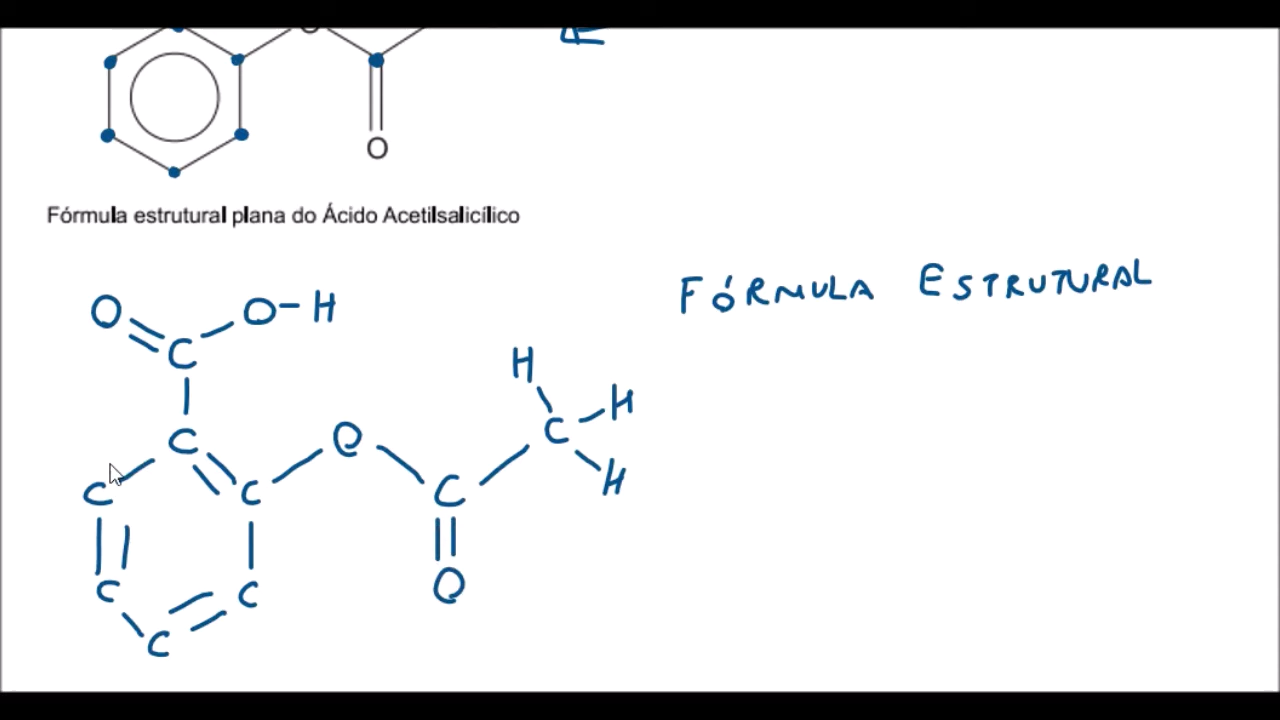 O
Fórmula estrutural plana do Ácido Acetilsalicílico
FÓRMULA ESTRUTURAL
O O-H
C
H
H
C
C O
C C C
H
O
C C
C